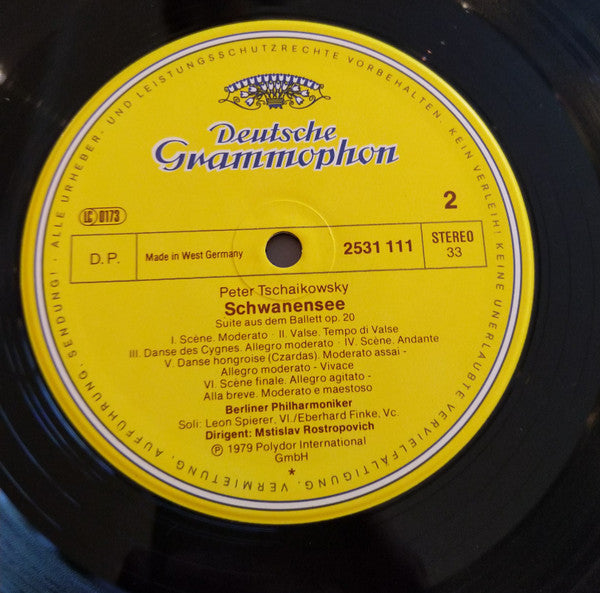 Deutsche
Grammophon
2
LC 0173
D.P.
Made in West Germany
2531 111
STEREO
33
Peter Tschaikowsky
Schwanensee
Suite aus dem Ballett op. 20
I. Scène. Moderato · II. Valse. Tempo di Valse
III. Danse des Cygnes. Allegro moderato · IV. Scène. Andante
V. Danse hongroise (Czardas). Moderato assai -
Allegro moderato - Vivace
VI. Scène finale. Allegro agitato -
Alla breve. Moderato e maestoso
Berliner Philharmoniker
Soli: Leon Spierer, Vl./Eberhard Finke, Vc.
Dirigent: Mstislav Rostropovich
Ⓟ 1979 Polydor International
GmbH
*
· ALLE URHEBER- UND LEISTUNGSSCHUTZRECHTE VORBEHALTEN. KEIN VERLEIH! KEINE UNERLAUBTE VERVIELFÄLTIGUNG, VERMIETUNG, AUFFÜHRUNG, SENDUNG!